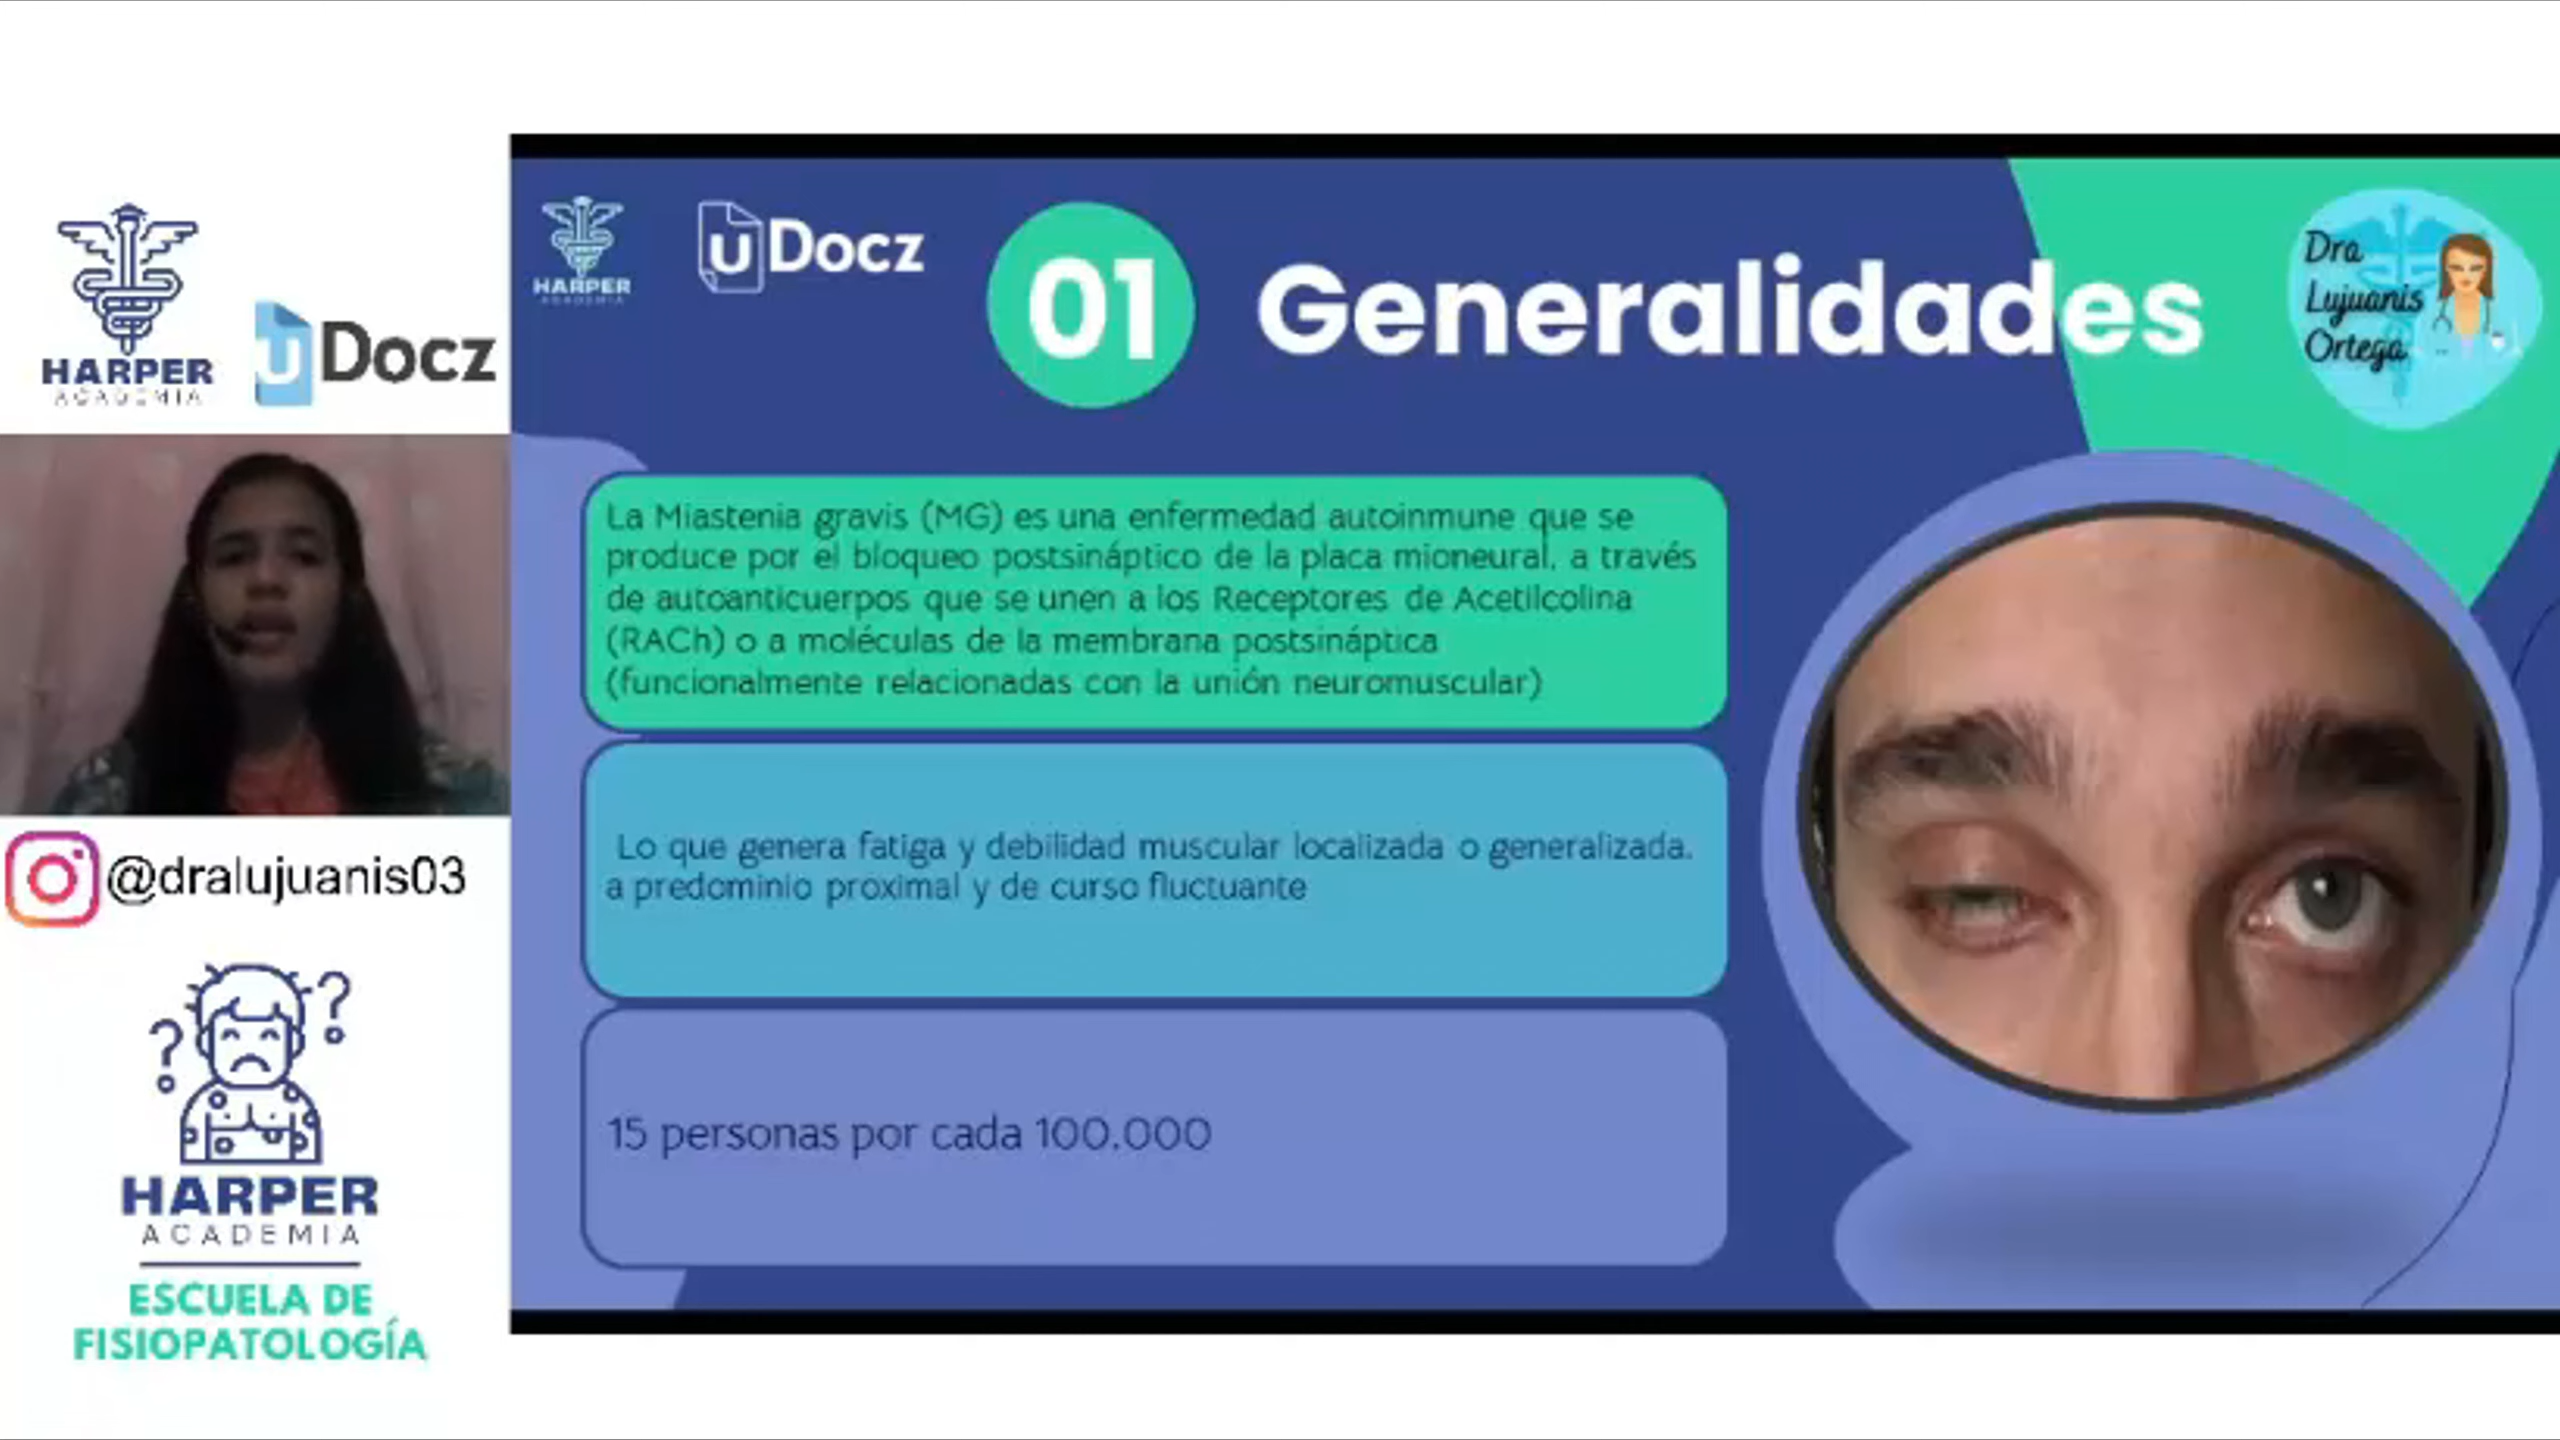 HARPER
ACADEMIA
uDocz
@dralujuanis03
HARPER
ACADEMIA
ESCUELA DE
FISIOPATOLOGÍA
HARPER
ACADEMIA
uDocz
01 Generalidades
Dra
Lujuanis
Ortega
La Miastenia gravis (MG) es una enfermedad autoinmune que se
produce por el bloqueo postsináptico de la placa mioneural, a través
de autoanticuerpos que se unen a los Receptores de Acetilcolina
(RACh) o a moléculas de la membrana postsináptica
(funcionalmente relacionadas con la unión neuromuscular)
Lo que genera fatiga y debilidad muscular localizada o generalizada,
a predominio proximal y de curso fluctuante
15 personas por cada 100.000